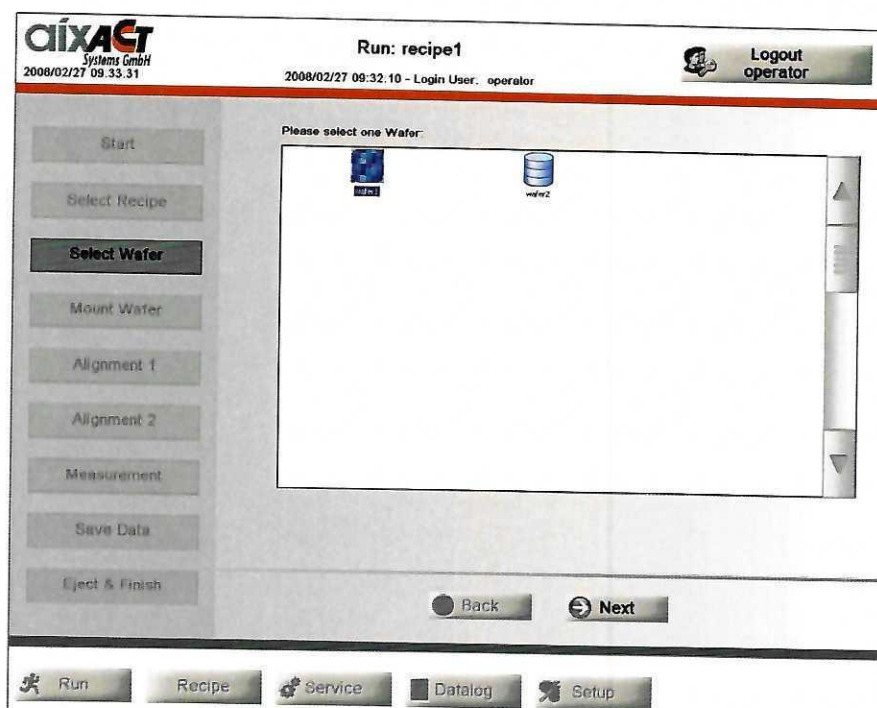 aixACT
Systems GmbH
2008/02/27 09.33.31
Run: recipe1
2008/02/27 09:32:10 - Login User. operator
Logout
operator
Start
Select Recipe
Select Wafer
Mount Wafer
Alignment 1
Alignment 2
Measurement
Save Data
Eject & Finish
Please select one Wafer:
wafer1
wafer2
Back
Next
Run
Recipe
Service
Datalog
Setup